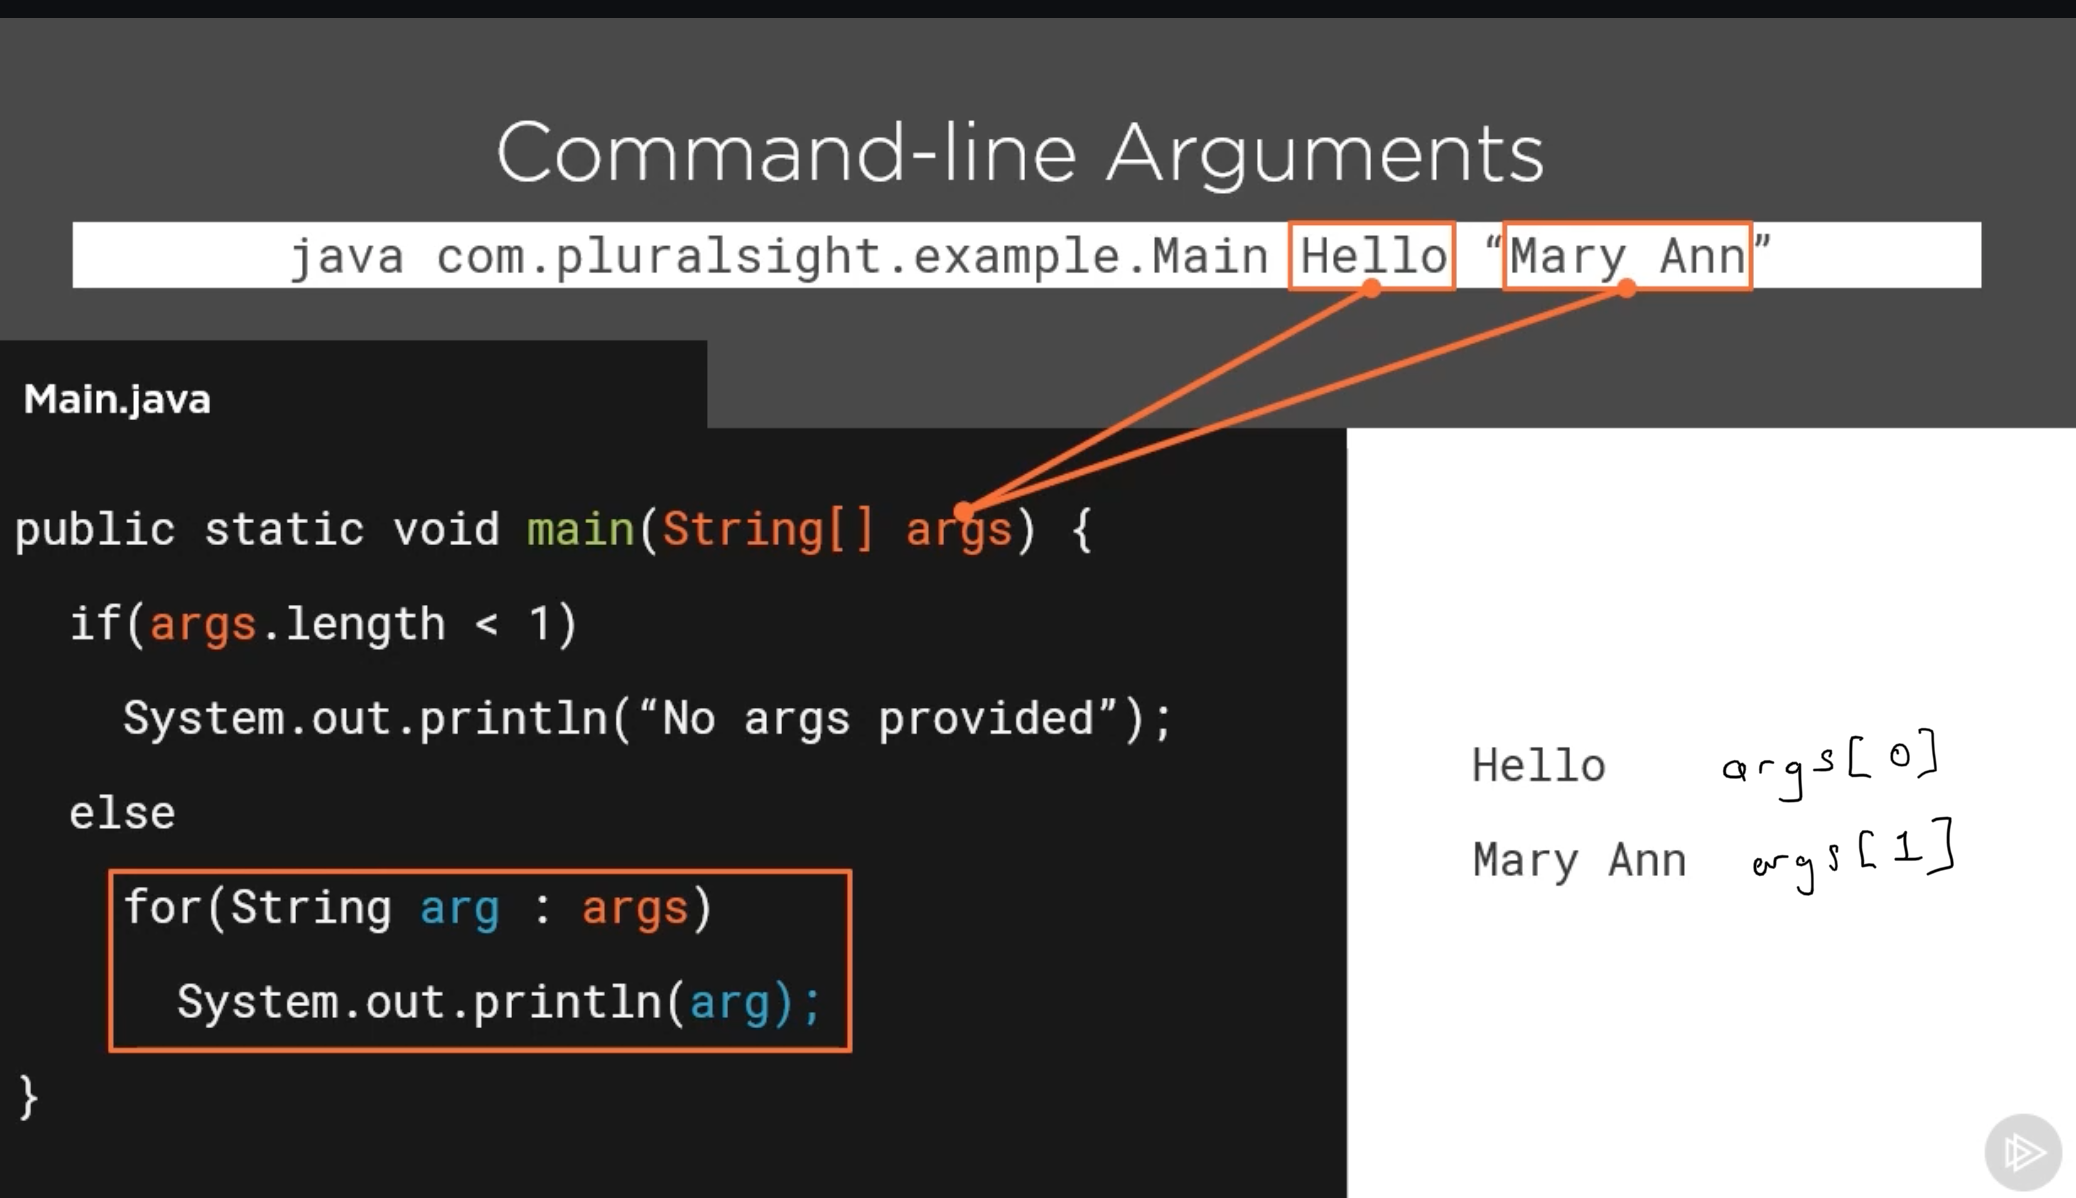 Command-line Arguments
java com.pluralsight.example.Main Hello “Mary Ann”
Main.java
public static void main(String[] args) {
if(args.length < 1)
System.out.println(“No args provided”);
else
for(String arg : args)
System.out.println(arg);
}
Hello args[0]
Mary Ann args[1]